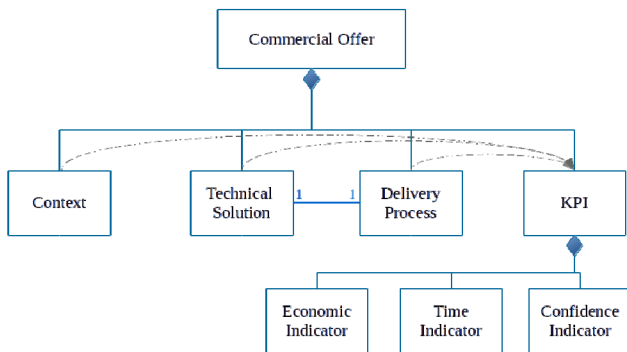 Commercial Offer
Context
Technical
Solution
1
1
Delivery
Process
KPI
Economic
Indicator
Time
Indicator
Confidence
Indicator